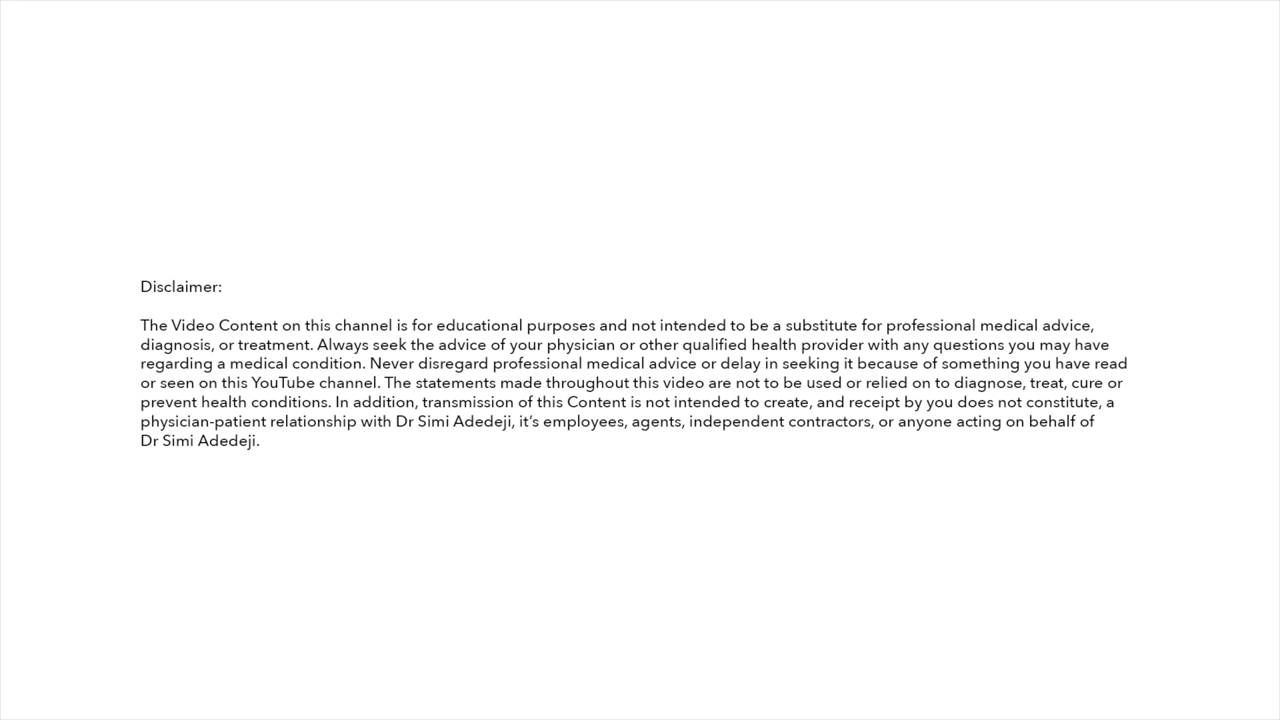 Disclaimer:
The Video Content on this channel is for educational purposes and not intended to be a substitute for professional medical advice,
diagnosis, or treatment. Always seek the advice of your physician or other qualified health provider with any questions you may have
regarding a medical condition. Never disregard professional medical advice or delay in seeking it because of something you have read
or seen on this YouTube channel. The statements made throughout this video are not to be used or relied on to diagnose, treat, cure or
prevent health conditions. In addition, transmission of this Content is not intended to create, and receipt by you does not constitute, a
physician-patient relationship with Dr Simi Adedeji, it’s employees, agents, independent contractors, or anyone acting on behalf of
Dr Simi Adedeji.